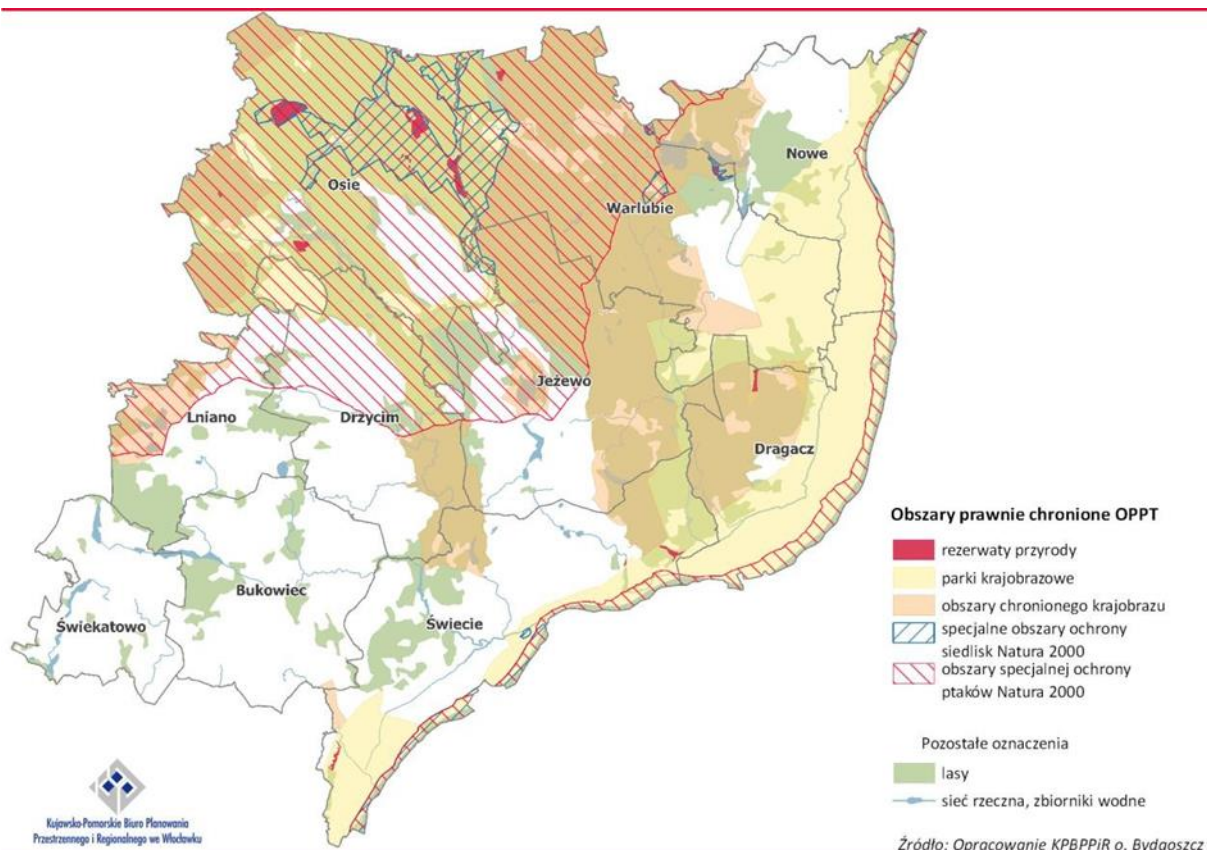 Nowe
Osie
Warlubie
Jeżewo
Lniano
Drzycim
Dragacz
Bukowiec
Świekatowo
Świecie
Obszary prawnie chronione OPPT
rezerwaty przyrody
parki krajobrazowe
obszary chronionego krajobrazu
specjalne obszary ochrony
siedlisk Natura 2000
obszary specjalnej ochrony
ptaków Natura 2000
Pozostałe oznaczenia
lasy
sieć rzeczna, zbiorniki wodne
Kujawsko-Pomorskie Biuro Planowania
Przestrzennego i Regionalnego we Włocławku
Źródło: Opracowanie KPBPPiR o. Bydgoszcz